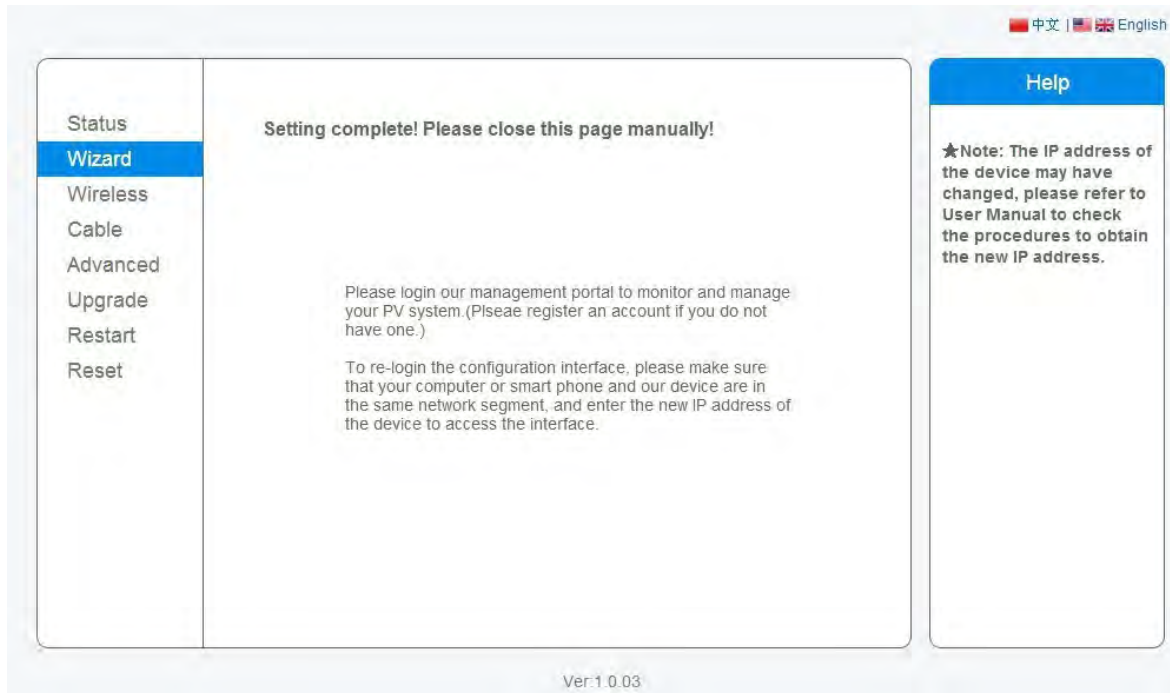 中文 | English
Status
Wizard
Wireless
Cable
Advanced
Upgrade
Restart
Reset
Setting complete! Please close this page manually!
Please login our management portal to monitor and manage
your PV system.(Plseae register an account if you do not
have one.)
To re-login the configuration interface, please make sure
that your computer or smart phone and our device are in
the same network segment, and enter the new IP address of
the device to access the interface.
Help
★Note: The IP address of
the device may have
changed, please refer to
User Manual to check
the procedures to obtain
the new IP address.
Ver:1.0.03